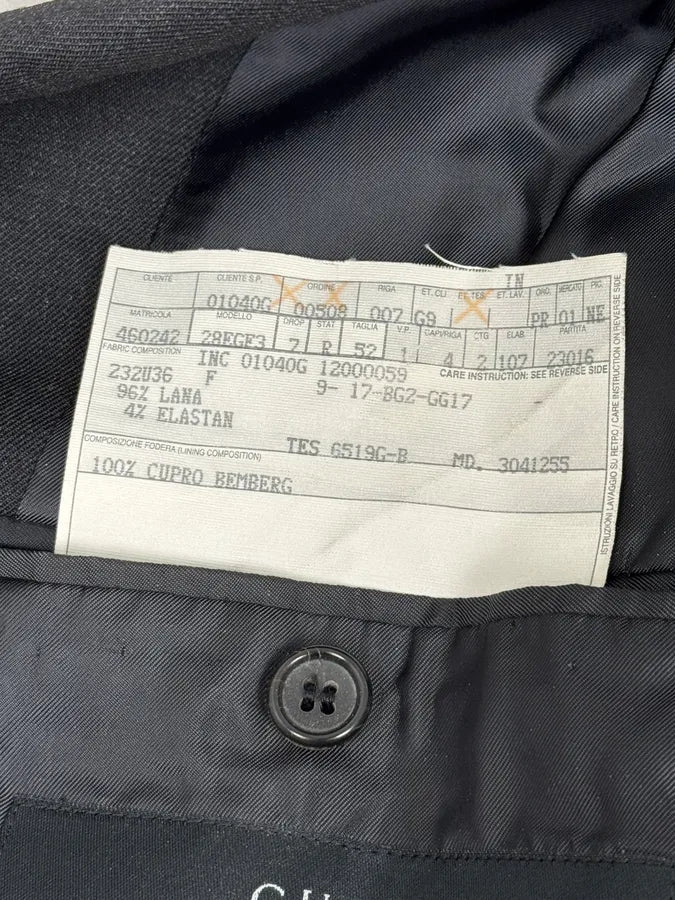 IN
CLIENTE CLIENTE S.P. ORDINE RIGA ET. CLI ET. TES. ET. LAV. ORD. MERCATO PIC.
01040G 00508 007 G9 PR 01 NE
MATRICOLA MODELLO DROP STAT TAGLIA V.P. CAPI/RIGA CTG ELAB PARTITA
460242 28EGF3 7 R 52 1 4 2 107 23016
FABRIC COMPOSITION INC 01040G 12000059 CARE INSTRUCTION: SEE REVERSE SIDE
232U36 F 9- 17-BG2-GG17 -
96% LANA
4% ELASTAN
COMPOSIZIONE FODERA (LINING COMPOSITION) TES 6519G-B MD. 3041255
100% CUPRO BEMBERG
ISTRUZIONI LAVAGGIO SU RETRO / CARE INSTRUCTION ON REVERSE SIDE